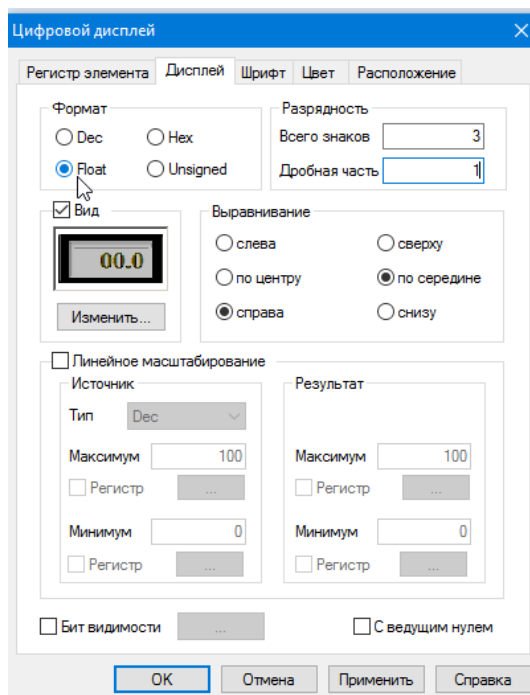 Цифровой дисплей
Регистр элемента Дисплей Шрифт Цвет Расположение
Формат
Dec Hex
Float Unsigned
Разрядность
Всего знаков 3
Дробная часть 1
Вид
00.0
Изменить...
Выравнивание
слева сверху
по центру по середине
справа снизу
Линейное масштабирование
Источник
Тип Dec
Максимум 100
Регистр ...
Минимум 0
Регистр ...
Результат
Максимум 100
Регистр ...
Минимум 0
Регистр ...
Бит видимости ... С ведущим нулем
OK Отмена Применить Справка